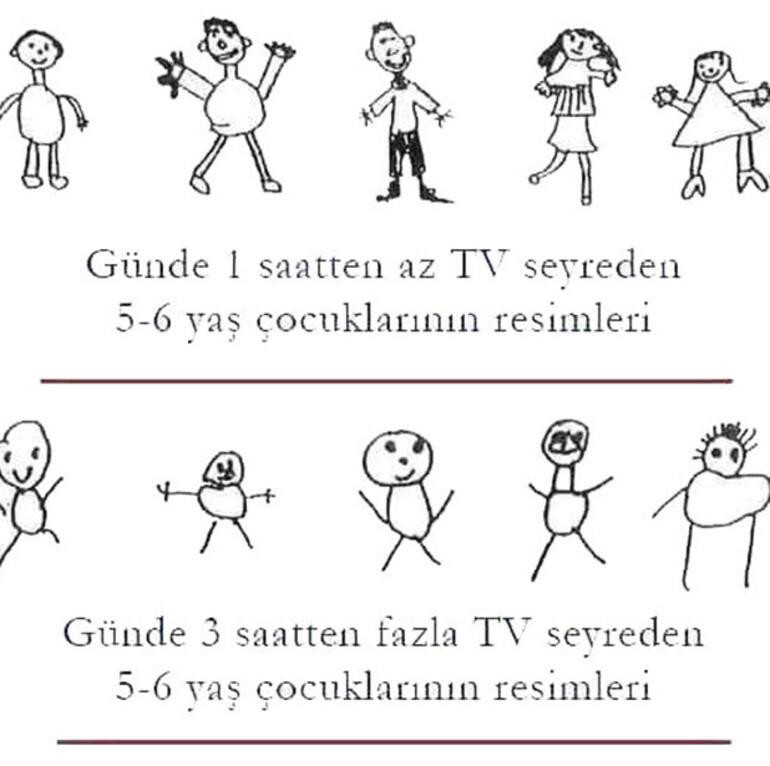 Günde 1 saatten az TV seyreden
5-6 yaş çocuklarının resimleri
Günde 3 saatten fazla TV seyreden
5-6 yaş çocuklarının resimleri